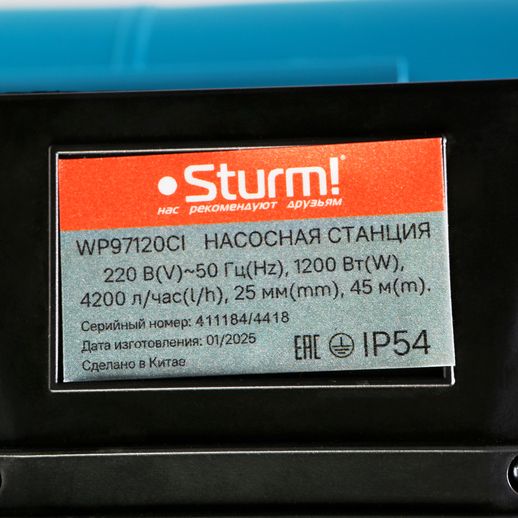 Sturm!®
нас рекомендуют друзьям
WP97120CI НАСОСНАЯ СТАНЦИЯ
220 В(V)~50 Гц(Hz), 1200 Вт(W),
4200 л/час(l/h), 25 мм(mm), 45 м(m).
Серийный номер: 411184/4418
Дата изготовления: 01/2025
Сделано в Китае
EAC IP54